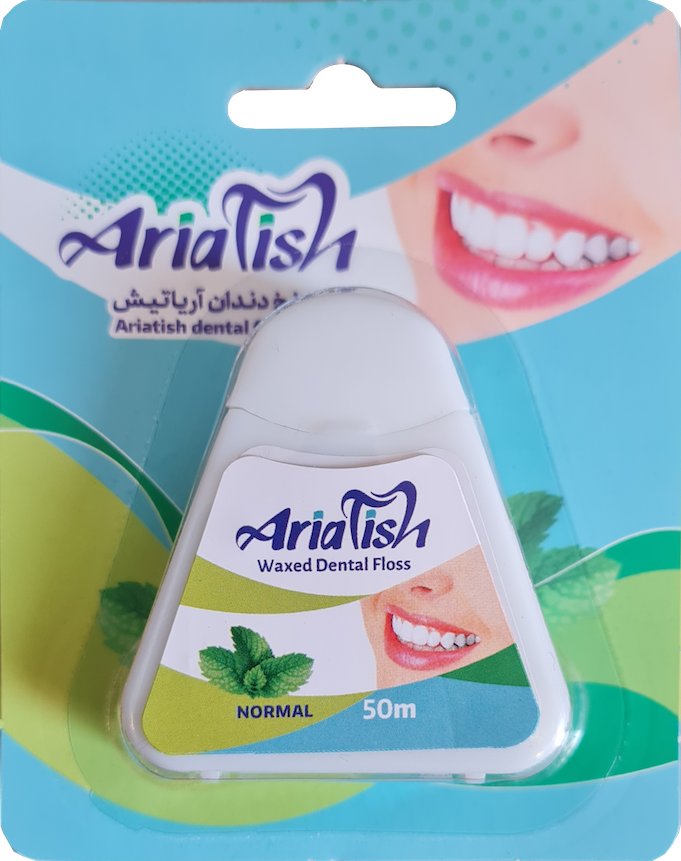 AriaTish
دندان آریاتیش
Ariatish dental
AriaTish
Waxed Dental Floss
NORMAL
50m